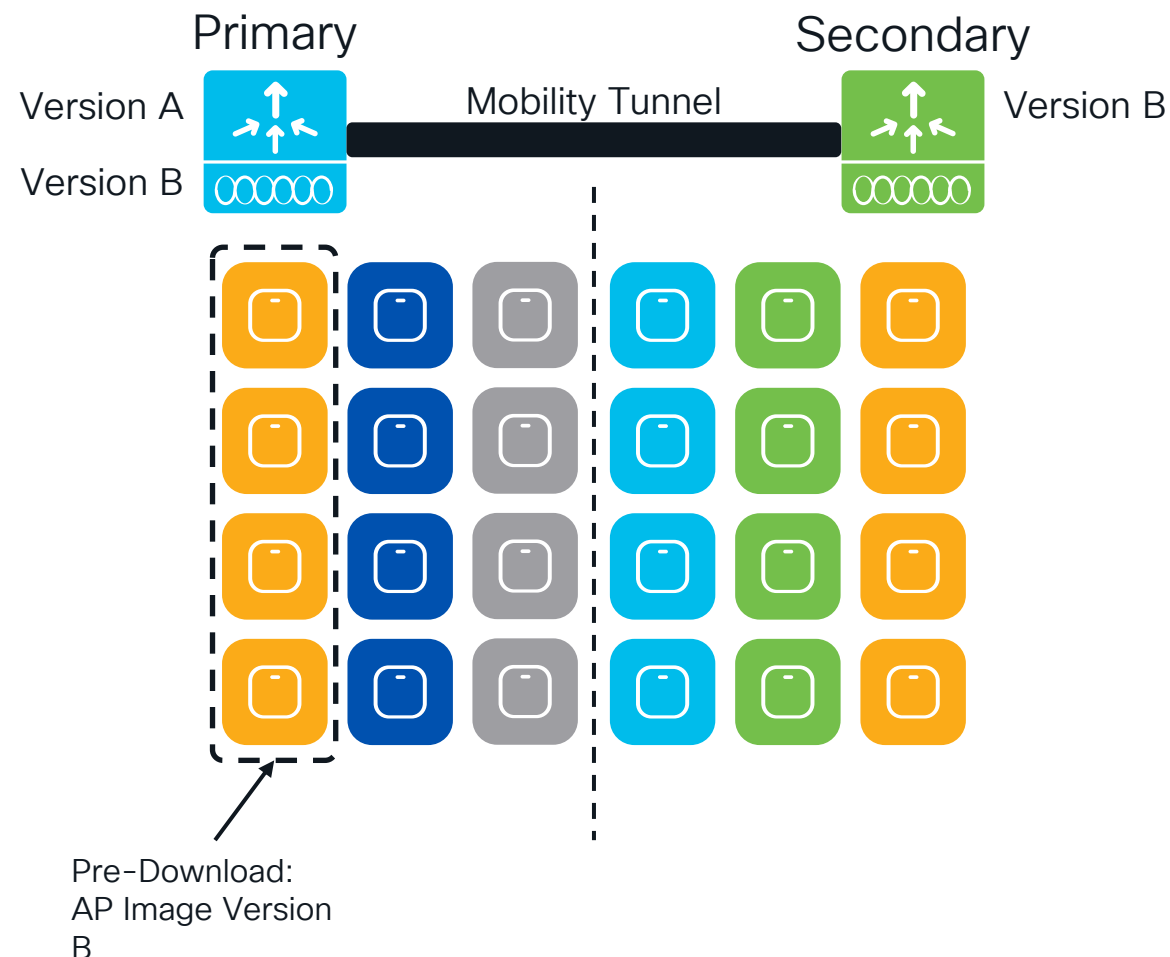 Primary
Secondary
Version A
Mobility Tunnel
Version B
Version B
Pre-Download:
AP Image Version
B